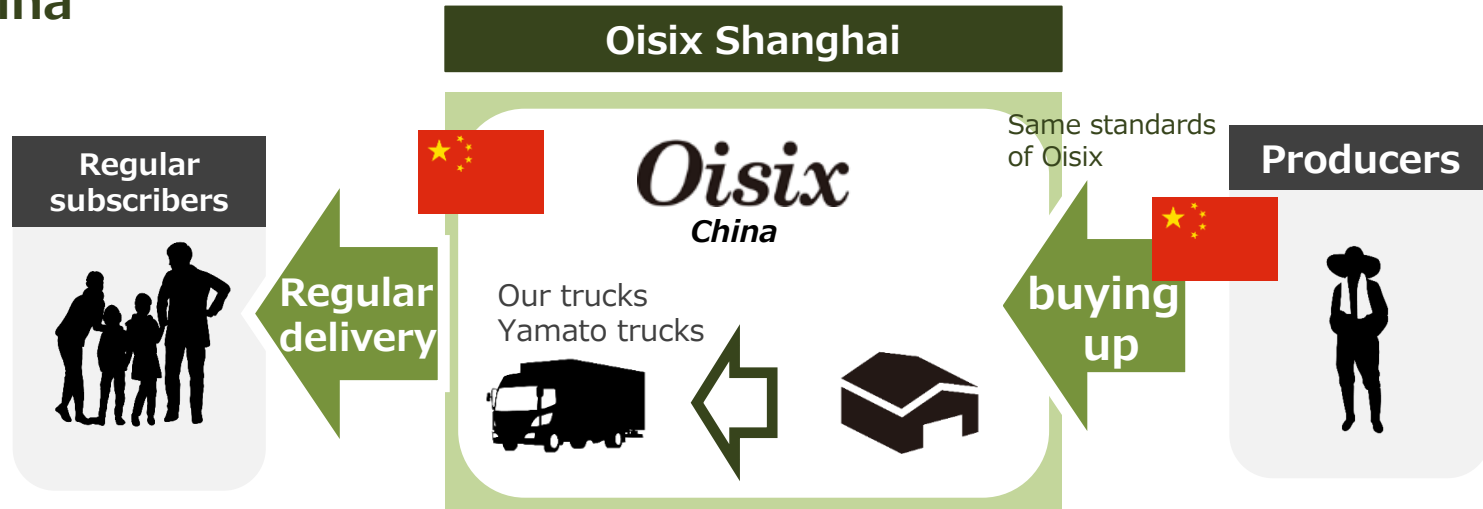 Oisix Shanghai
Regular
subscribers
Regular
delivery
Oisix
China
Our trucks
Yamato trucks
Same standards
of Oisix
buying
up
Producers